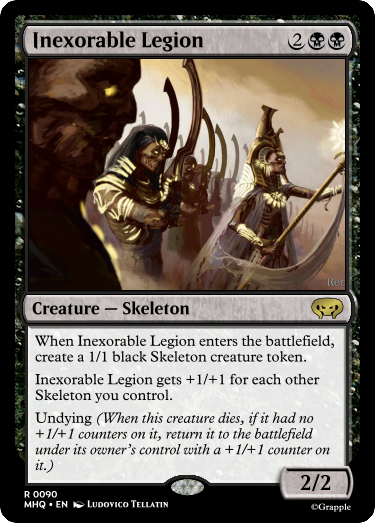 Inexorable Legion 2
Rec
Creature — Skeleton
When Inexorable Legion enters the battlefield,
create a 1/1 black Skeleton creature token.
Inexorable Legion gets +1/+1 for each other
Skeleton you control.
Undying (When this creature dies, if it had no
+1/+1 counters on it, return it to the battlefield
under its owner's control with a +1/+1 counter
on it.)
2/2
R 0090
MHQ • EN Ludovico Tellatin
©Grapple